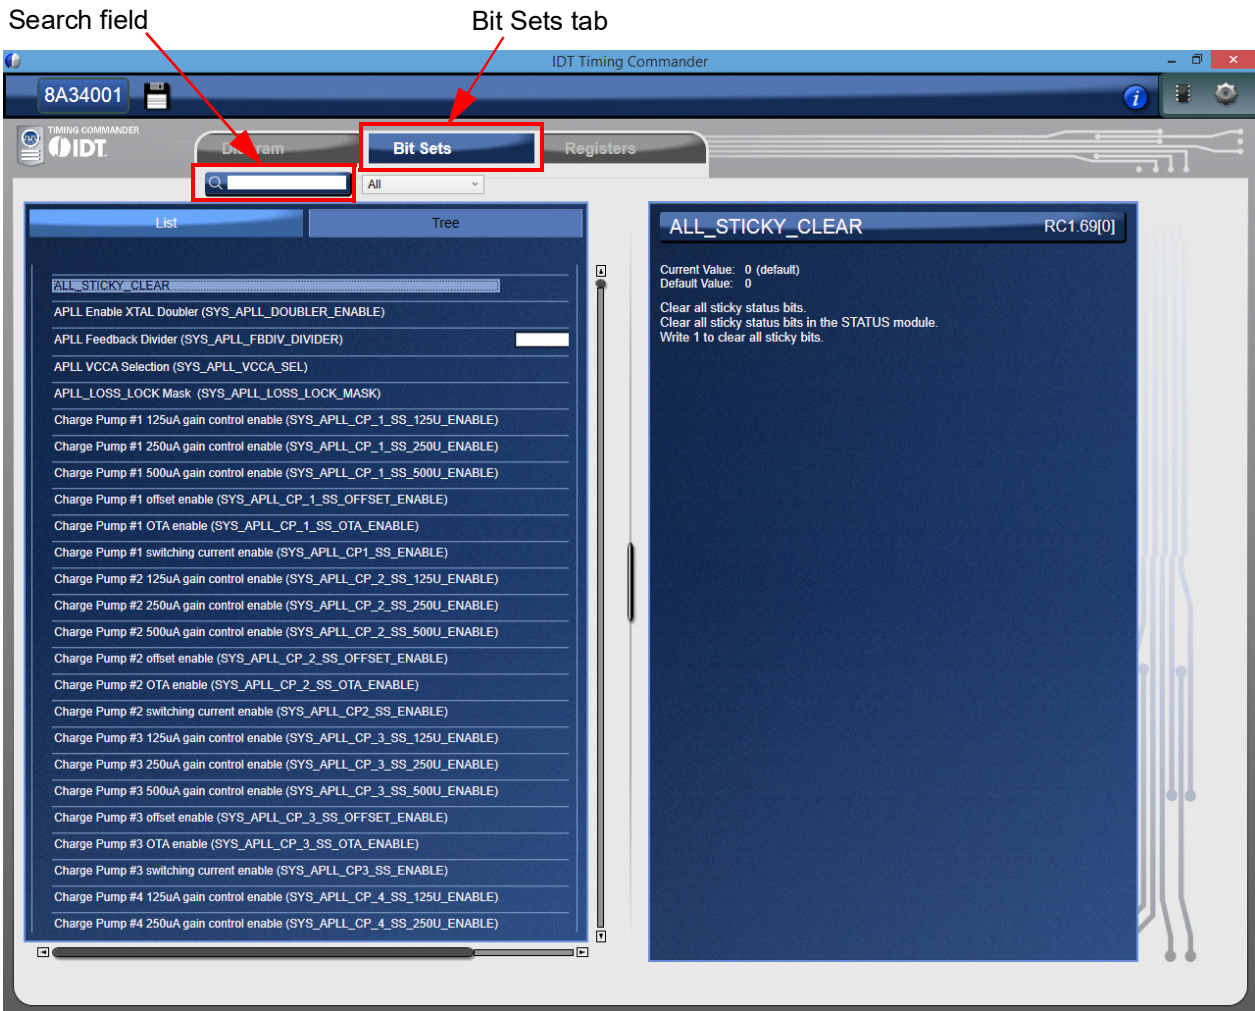 Search field
Bit Sets tab
IDT Timing Commander
8A34001
TIMING COMMANDER
IDT.
Bit Sets
Registers
All
List
Tree
ALL_STICKY_CLEAR
APLL Enable XTAL Doubler (SYS_APLL_DOUBLER_ENABLE)
APLL Feedback Divider (SYS_APLL_FBDIV_DIVIDER)
APLL VCCA Selection (SYS_APLL_VCCA_SEL)
APLL_LOSS_LOCK Mask (SYS_APLL_LOSS_LOCK_MASK)
Charge Pump #1 125uA gain control enable (SYS_APLL_CP_1_SS_125U_ENABLE)
Charge Pump #1 250uA gain control enable (SYS_APLL_CP_1_SS_250U_ENABLE)
Charge Pump #1 500uA gain control enable (SYS_APLL_CP_1_SS_500U_ENABLE)
Charge Pump #1 offset enable (SYS_APLL_CP_1_SS_OFFSET_ENABLE)
Charge Pump #1 OTA enable (SYS_APLL_CP_1_SS_OTA_ENABLE)
Charge Pump #1 switching current enable (SYS_APLL_CP1_SS_ENABLE)
Charge Pump #2 125uA gain control enable (SYS_APLL_CP_2_SS_125U_ENABLE)
Charge Pump #2 250uA gain control enable (SYS_APLL_CP_2_SS_250U_ENABLE)
Charge Pump #2 500uA gain control enable (SYS_APLL_CP_2_SS_500U_ENABLE)
Charge Pump #2 offset enable (SYS_APLL_CP_2_SS_OFFSET_ENABLE)
Charge Pump #2 OTA enable (SYS_APLL_CP_2_SS_OTA_ENABLE)
Charge Pump #2 switching current enable (SYS_APLL_CP2_SS_ENABLE)
Charge Pump #3 125uA gain control enable (SYS_APLL_CP_3_SS_125U_ENABLE)
Charge Pump #3 250uA gain control enable (SYS_APLL_CP_3_SS_250U_ENABLE)
Charge Pump #3 500uA gain control enable (SYS_APLL_CP_3_SS_500U_ENABLE)
Charge Pump #3 offset enable (SYS_APLL_CP_3_SS_OFFSET_ENABLE)
Charge Pump #3 OTA enable (SYS_APLL_CP_3_SS_OTA_ENABLE)
Charge Pump #3 switching current enable (SYS_APLL_CP3_SS_ENABLE)
Charge Pump #4 125uA gain control enable (SYS_APLL_CP_4_SS_125U_ENABLE)
Charge Pump #4 250uA gain control enable (SYS_APLL_CP_4_SS_250U_ENABLE)
ALL_STICKY_CLEAR RC1.69[0]
Current Value: 0 (default)
Default Value: 0
Clear all sticky status bits.
Clear all sticky status bits in the STATUS module.
Write 1 to clear all sticky bits.